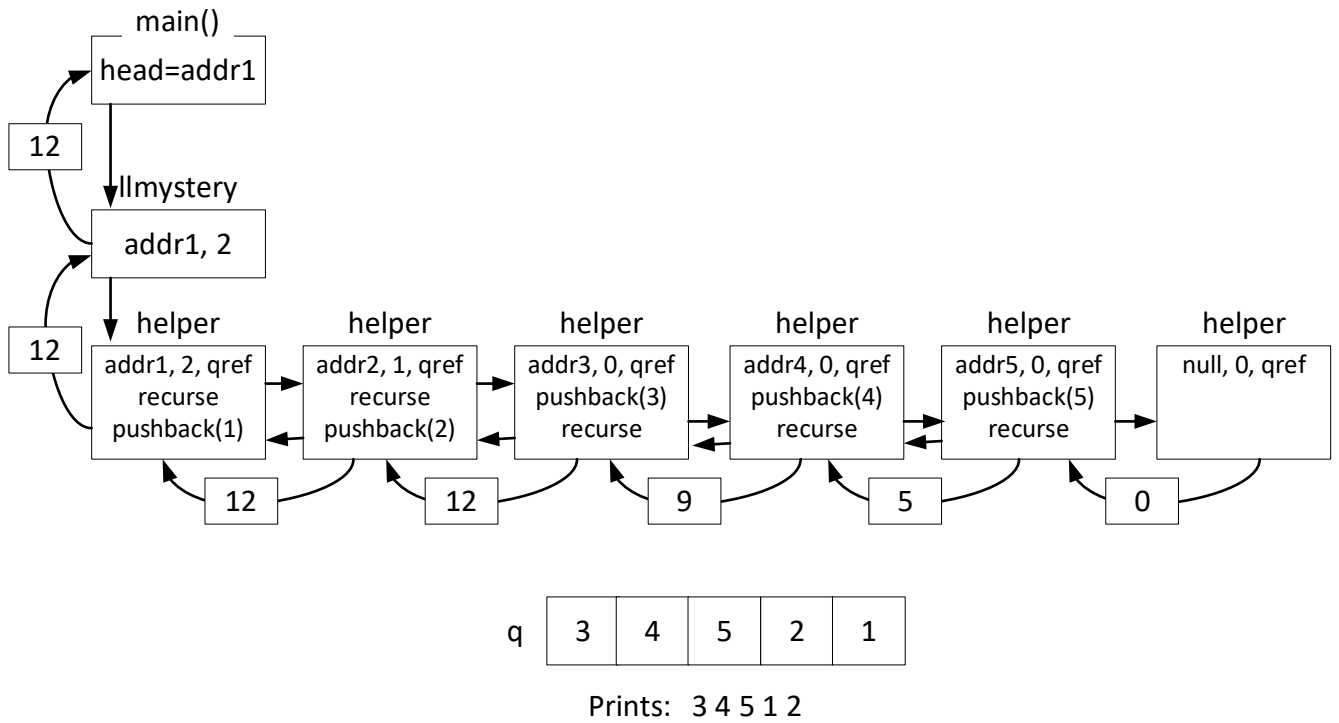 main()
head=addr1
12
llmystery
addr1, 2
12
helper helper helper helper helper helper
addr1, 2, qref
recurse
pushback(1)
addr2, 1, qref
recurse
pushback(2)
addr3, 0, qref
pushback(3)
recurse
addr4, 0, qref
pushback(4)
recurse
addr5, 0, qref
pushback(5)
recurse
null, 0, qref
12 12 9 5 0
q 3 4 5 2 1
Prints: 3 4 5 1 2